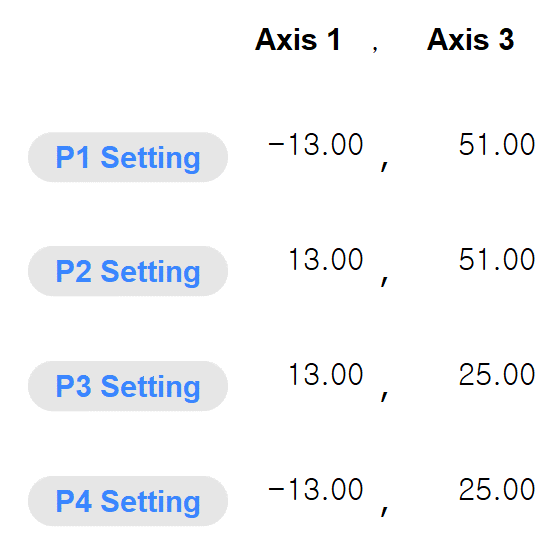 Axis 1 , Axis 3
P1 Setting -13.00 , 51.00
P2 Setting 13.00 , 51.00
P3 Setting 13.00 , 25.00
P4 Setting -13.00 , 25.00